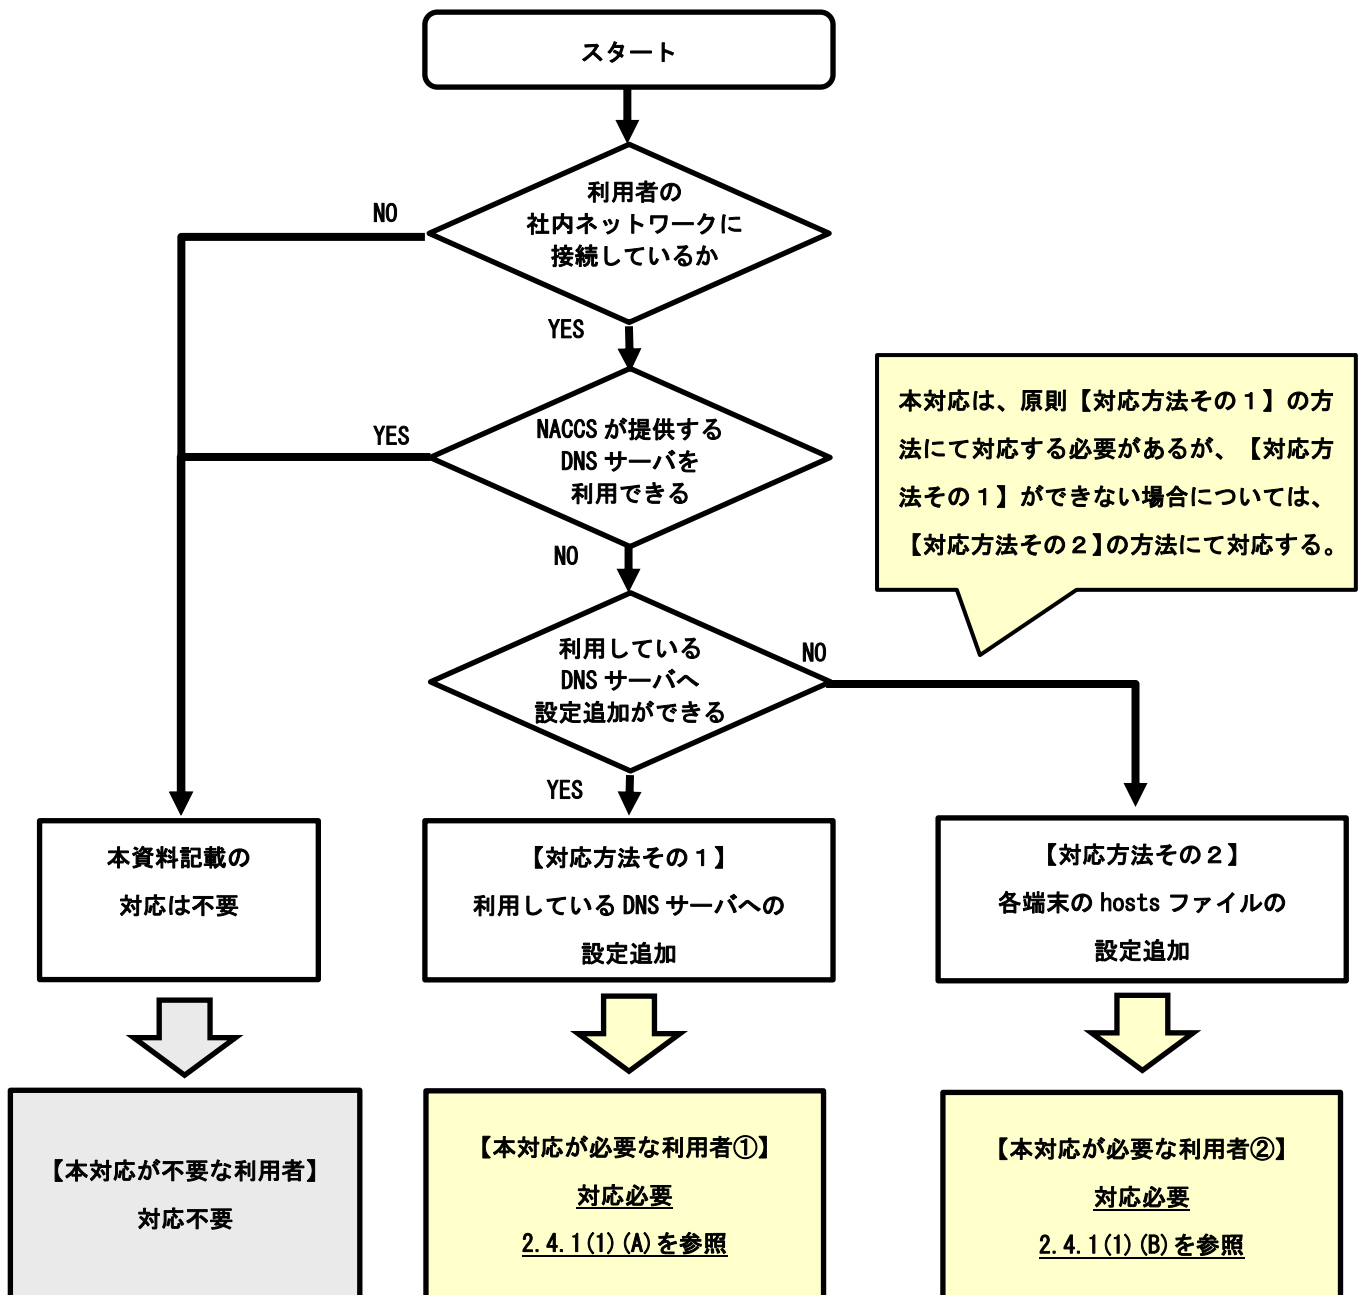 スタート
利用者の
社内ネットワークに
接続しているか
NO
YES
NACCS が提供する
DNS サーバを
利用できる
YES
NO
本対応は、原則【対応方法その１】の方
法にて対応する必要があるが、【対応方
法その１】ができない場合については、
【対応方法その２】の方法にて対応する。
利用している
DNS サーバへ
設定追加ができる
NO
YES
本資料記載の
対応は不要
【対応方法その１】
利用している DNS サーバへの
設定追加
【対応方法その２】
各端末の hosts ファイルの
設定追加
【本対応が不要な利用者】
対応不要
【本対応が必要な利用者①】
対応必要
2.4.1(1)(A)を参照
【本対応が必要な利用者②】
対応必要
2.4.1(1)(B)を参照